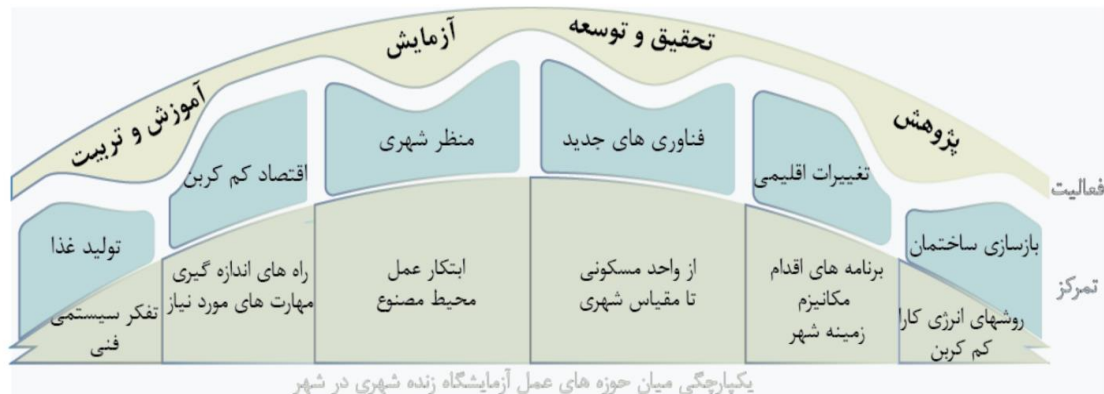 پژوهش
تحقیق و توسعه
آزمایش
آموزش و تربیت
فعالیت
بازسازی ساختمان
تغییرات اقلیمی
فناوری های جدید
منظر شهری
اقتصاد کم کربن
تولید غذا
تمرکز
روشهای انرژی کارا
کم کربن
برنامه های اقدام
مکانیزم
زمینه شهر
از واحد مسکونی
تا مقیاس شهری
ابتکار عمل
محیط مصنوع
راه های اندازه گیری
مهارت های مورد نیاز
تفکر سیستمی
فنی
یکپارچگی میان حوزه های عمل آزمایشگاه زنده شهری در شهر